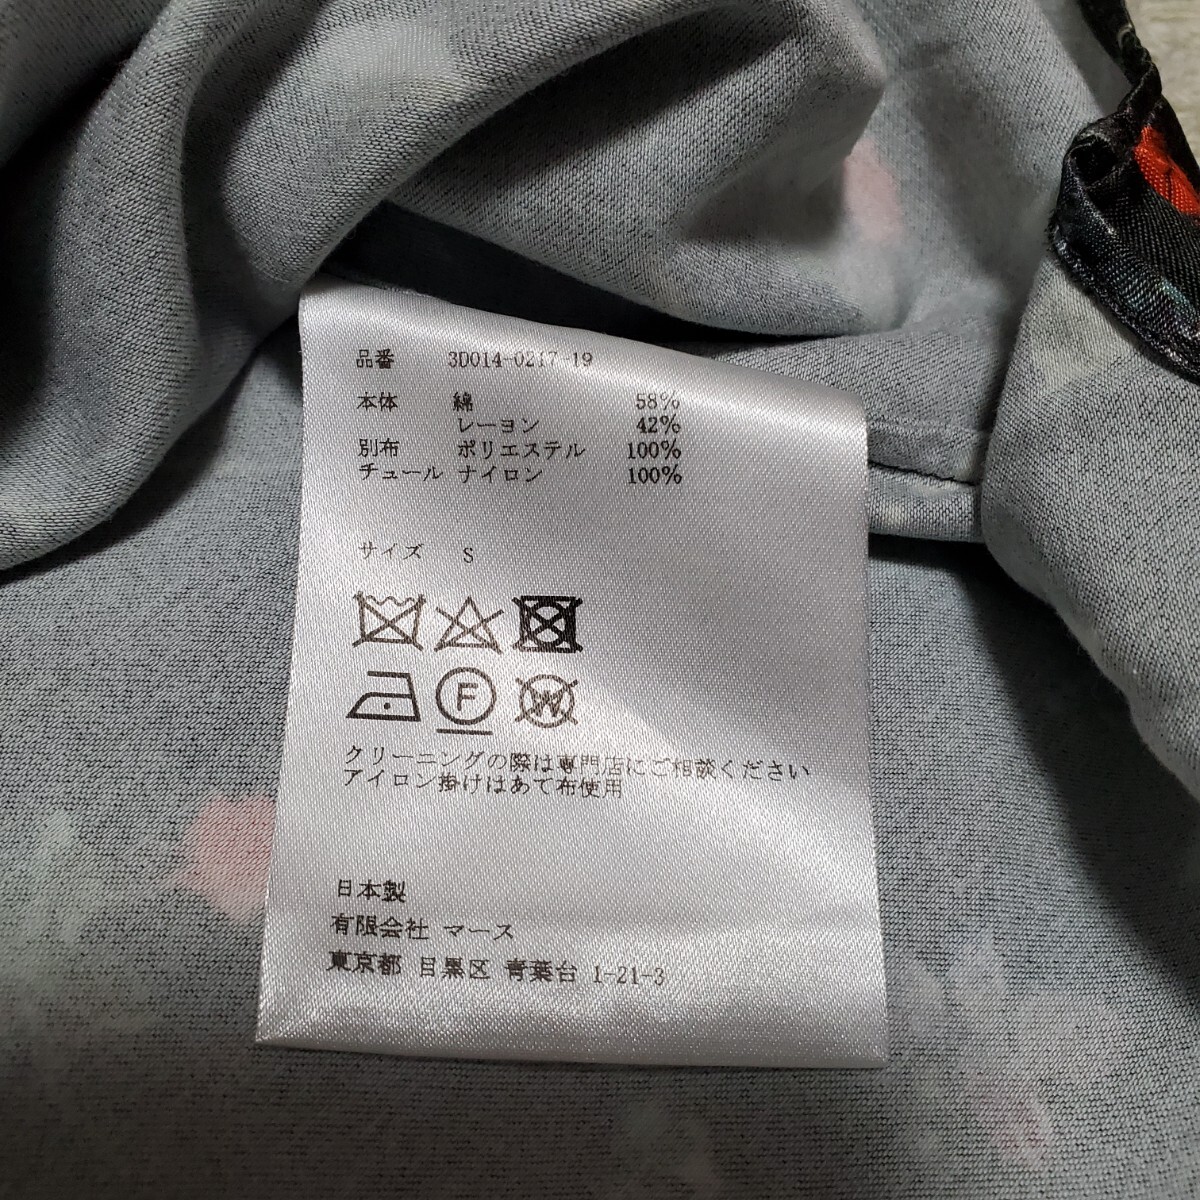 品番 3D014-0217-19
本体 綿 58%
レーヨン 42%
別布 ポリエステル 100%
チュール ナイロン 100%
サイズ S
F W
クリーニングの際は専門店にご相談ください
アイロン掛けはあて布使用
日本製
有限会社 マース
東京都 目黒区 青葉台 1-21-3